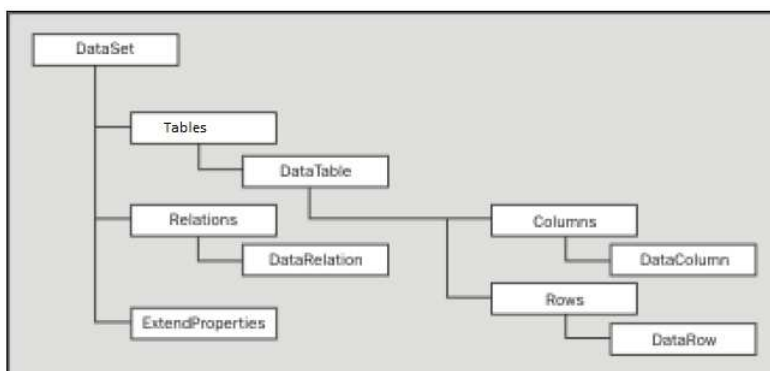 DataSet
Tables
DataTable
Relations
Columns
DataRelation
DataColumn
Rows
ExtendProperties
DataRow